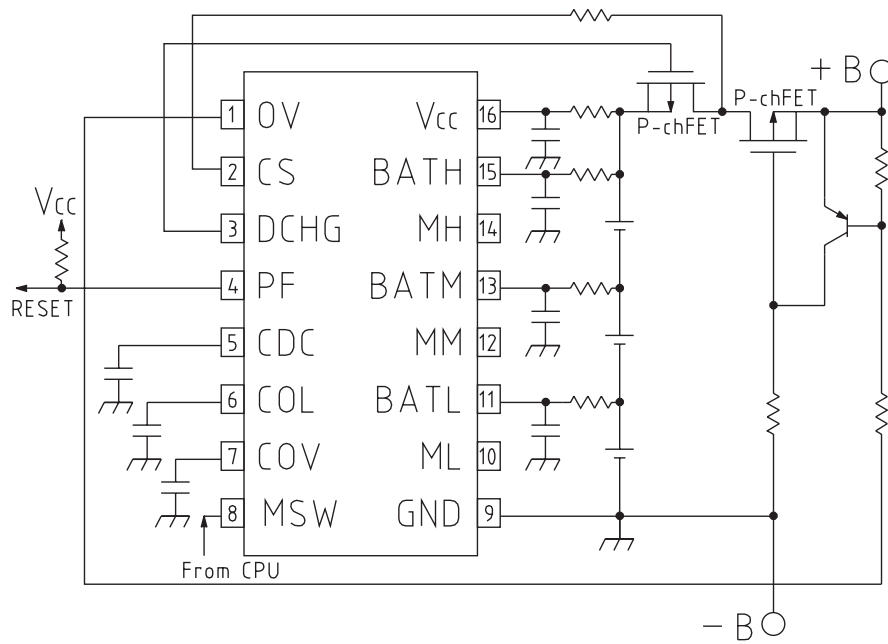 + B
P-chFET
P-chFET
1 OV Vcc 16
2 CS BATH 15
Vcc
3 DCHG MH 14
4 PF BATM 13
RESET
5 CDC MM 12
6 COL BATL 11
7 COV ML 10
8 MSW GND 9
From CPU
− B